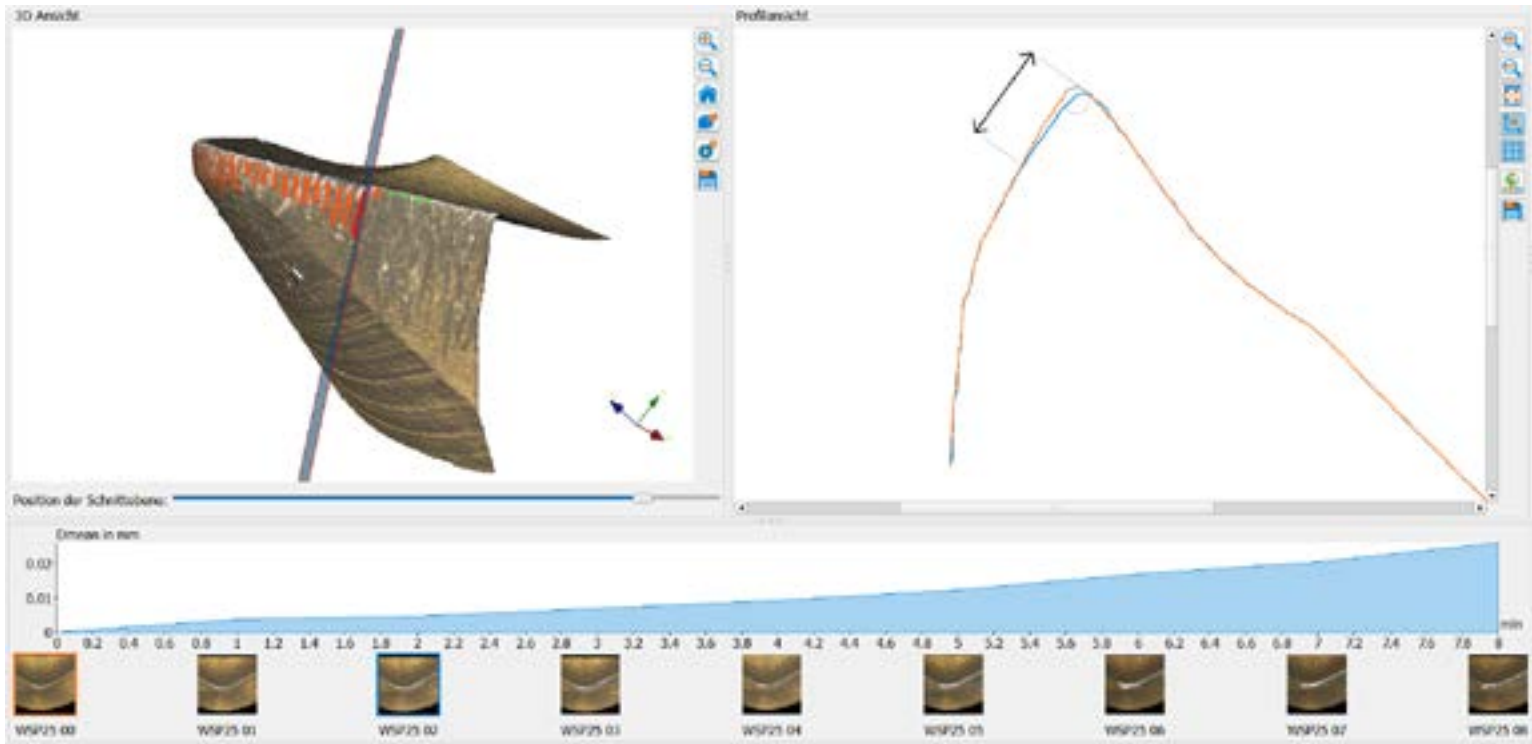 3D Ansicht
Profilansicht
Position der Schnittebene:
in mm
0.02
0.01
0
0 0.2 0.4 0.6 0.8 1 1.2 1.4 1.6 1.8 2 2.2 2.4 2.6 2.8 3 3.2 3.4 3.6 3.8 4 4.2 4.4 4.6 4.8 5 5.2 5.4 5.6 5.8 6 6.2 6.4 6.6 6.8 7 7.2 7.4 7.6 7.8 8
min
WSP25 00 WSP25 01 WSP25 02 WSP25 03 WSP25 04 WSP25 05 WSP25 06 WSP25 07 WSP25 08